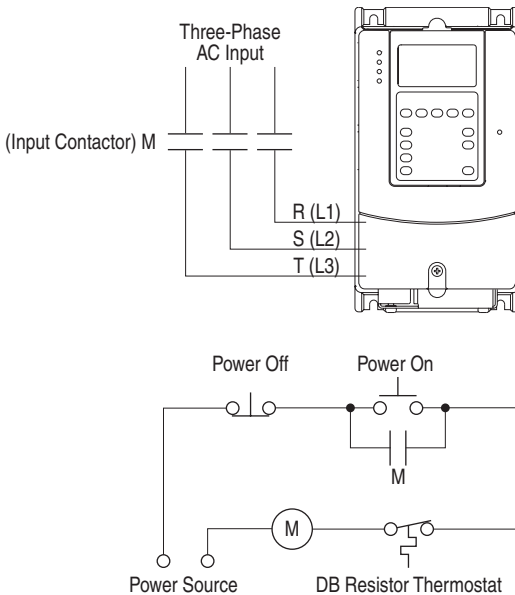 Three-Phase
AC Input
(Input Contactor) M
R (L1)
S (L2)
T (L3)
Power Off
Power On
M
M
Power Source
DB Resistor Thermostat